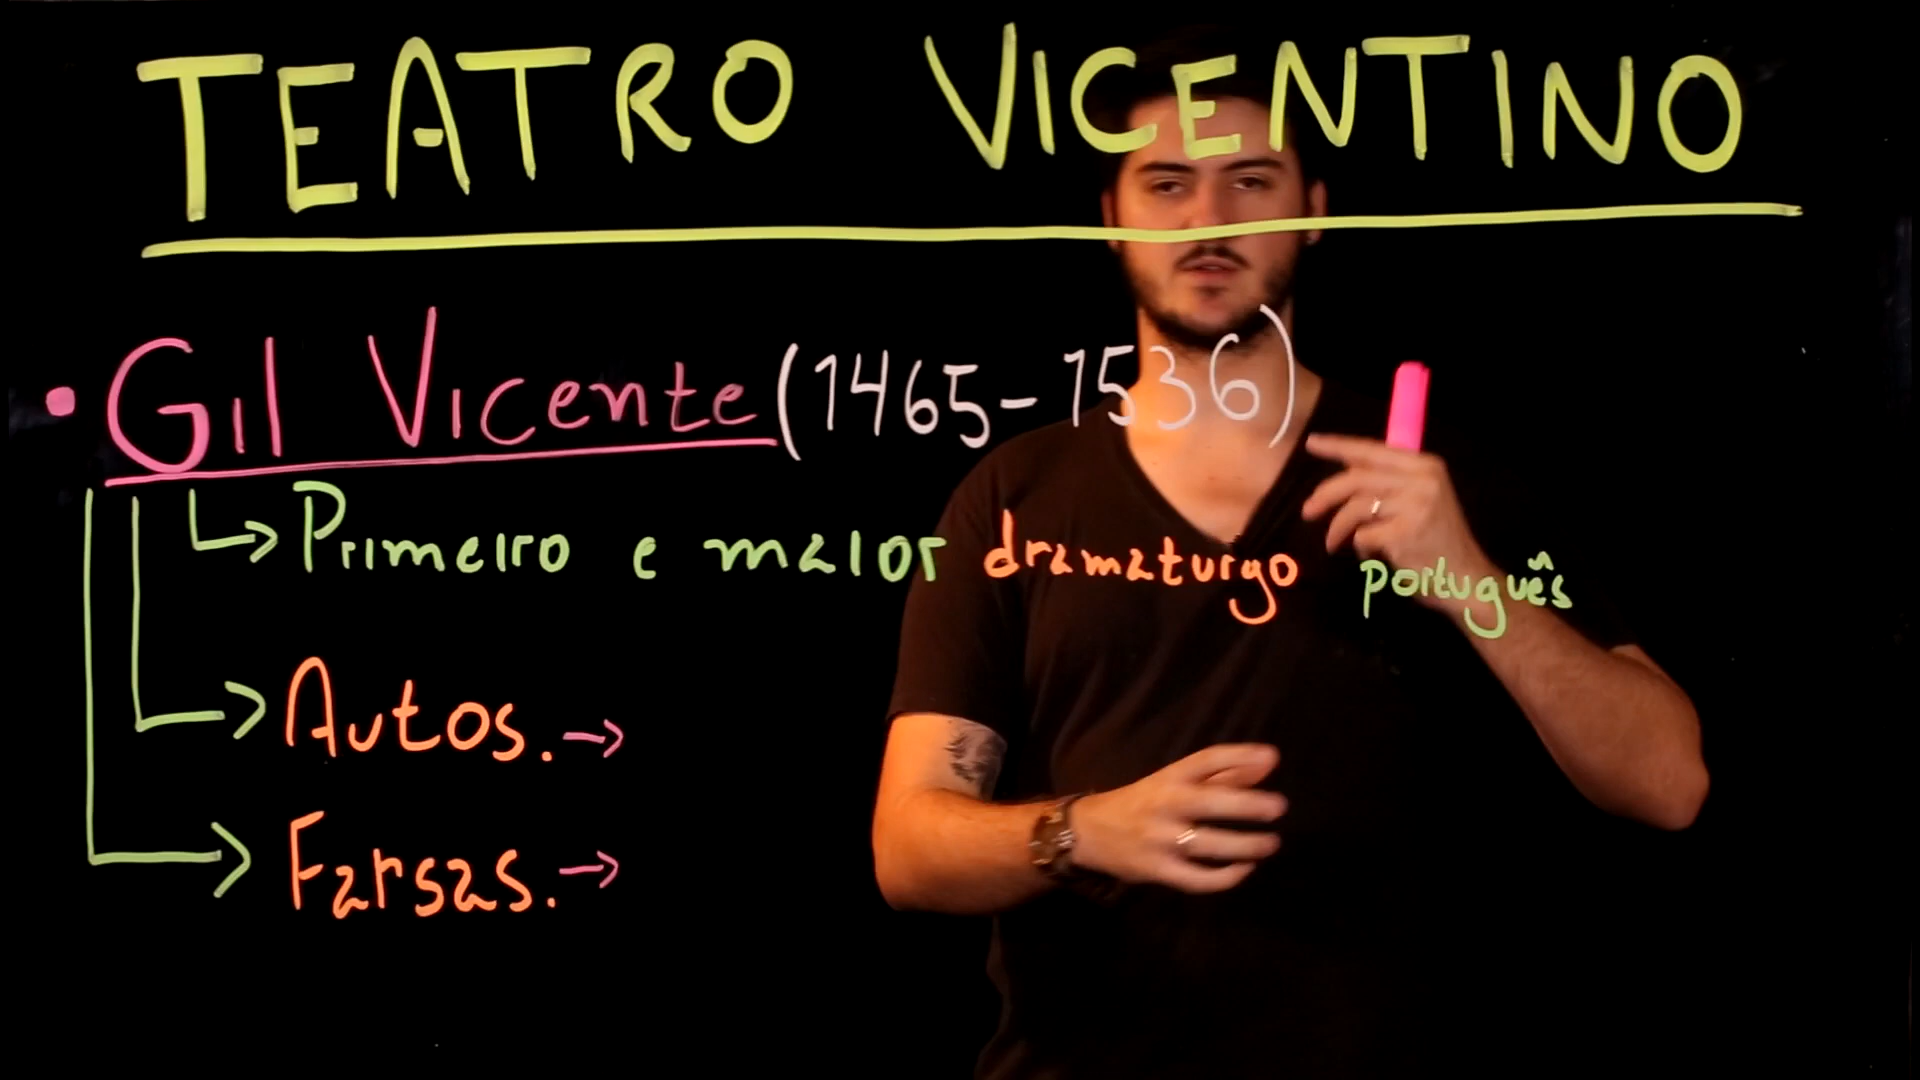 TEATRO VICENTINO
• Gil Vicente (1465-1536)
↳ Primeiro e maior dramaturgo português
→ Autos. →
→ Farsas. →